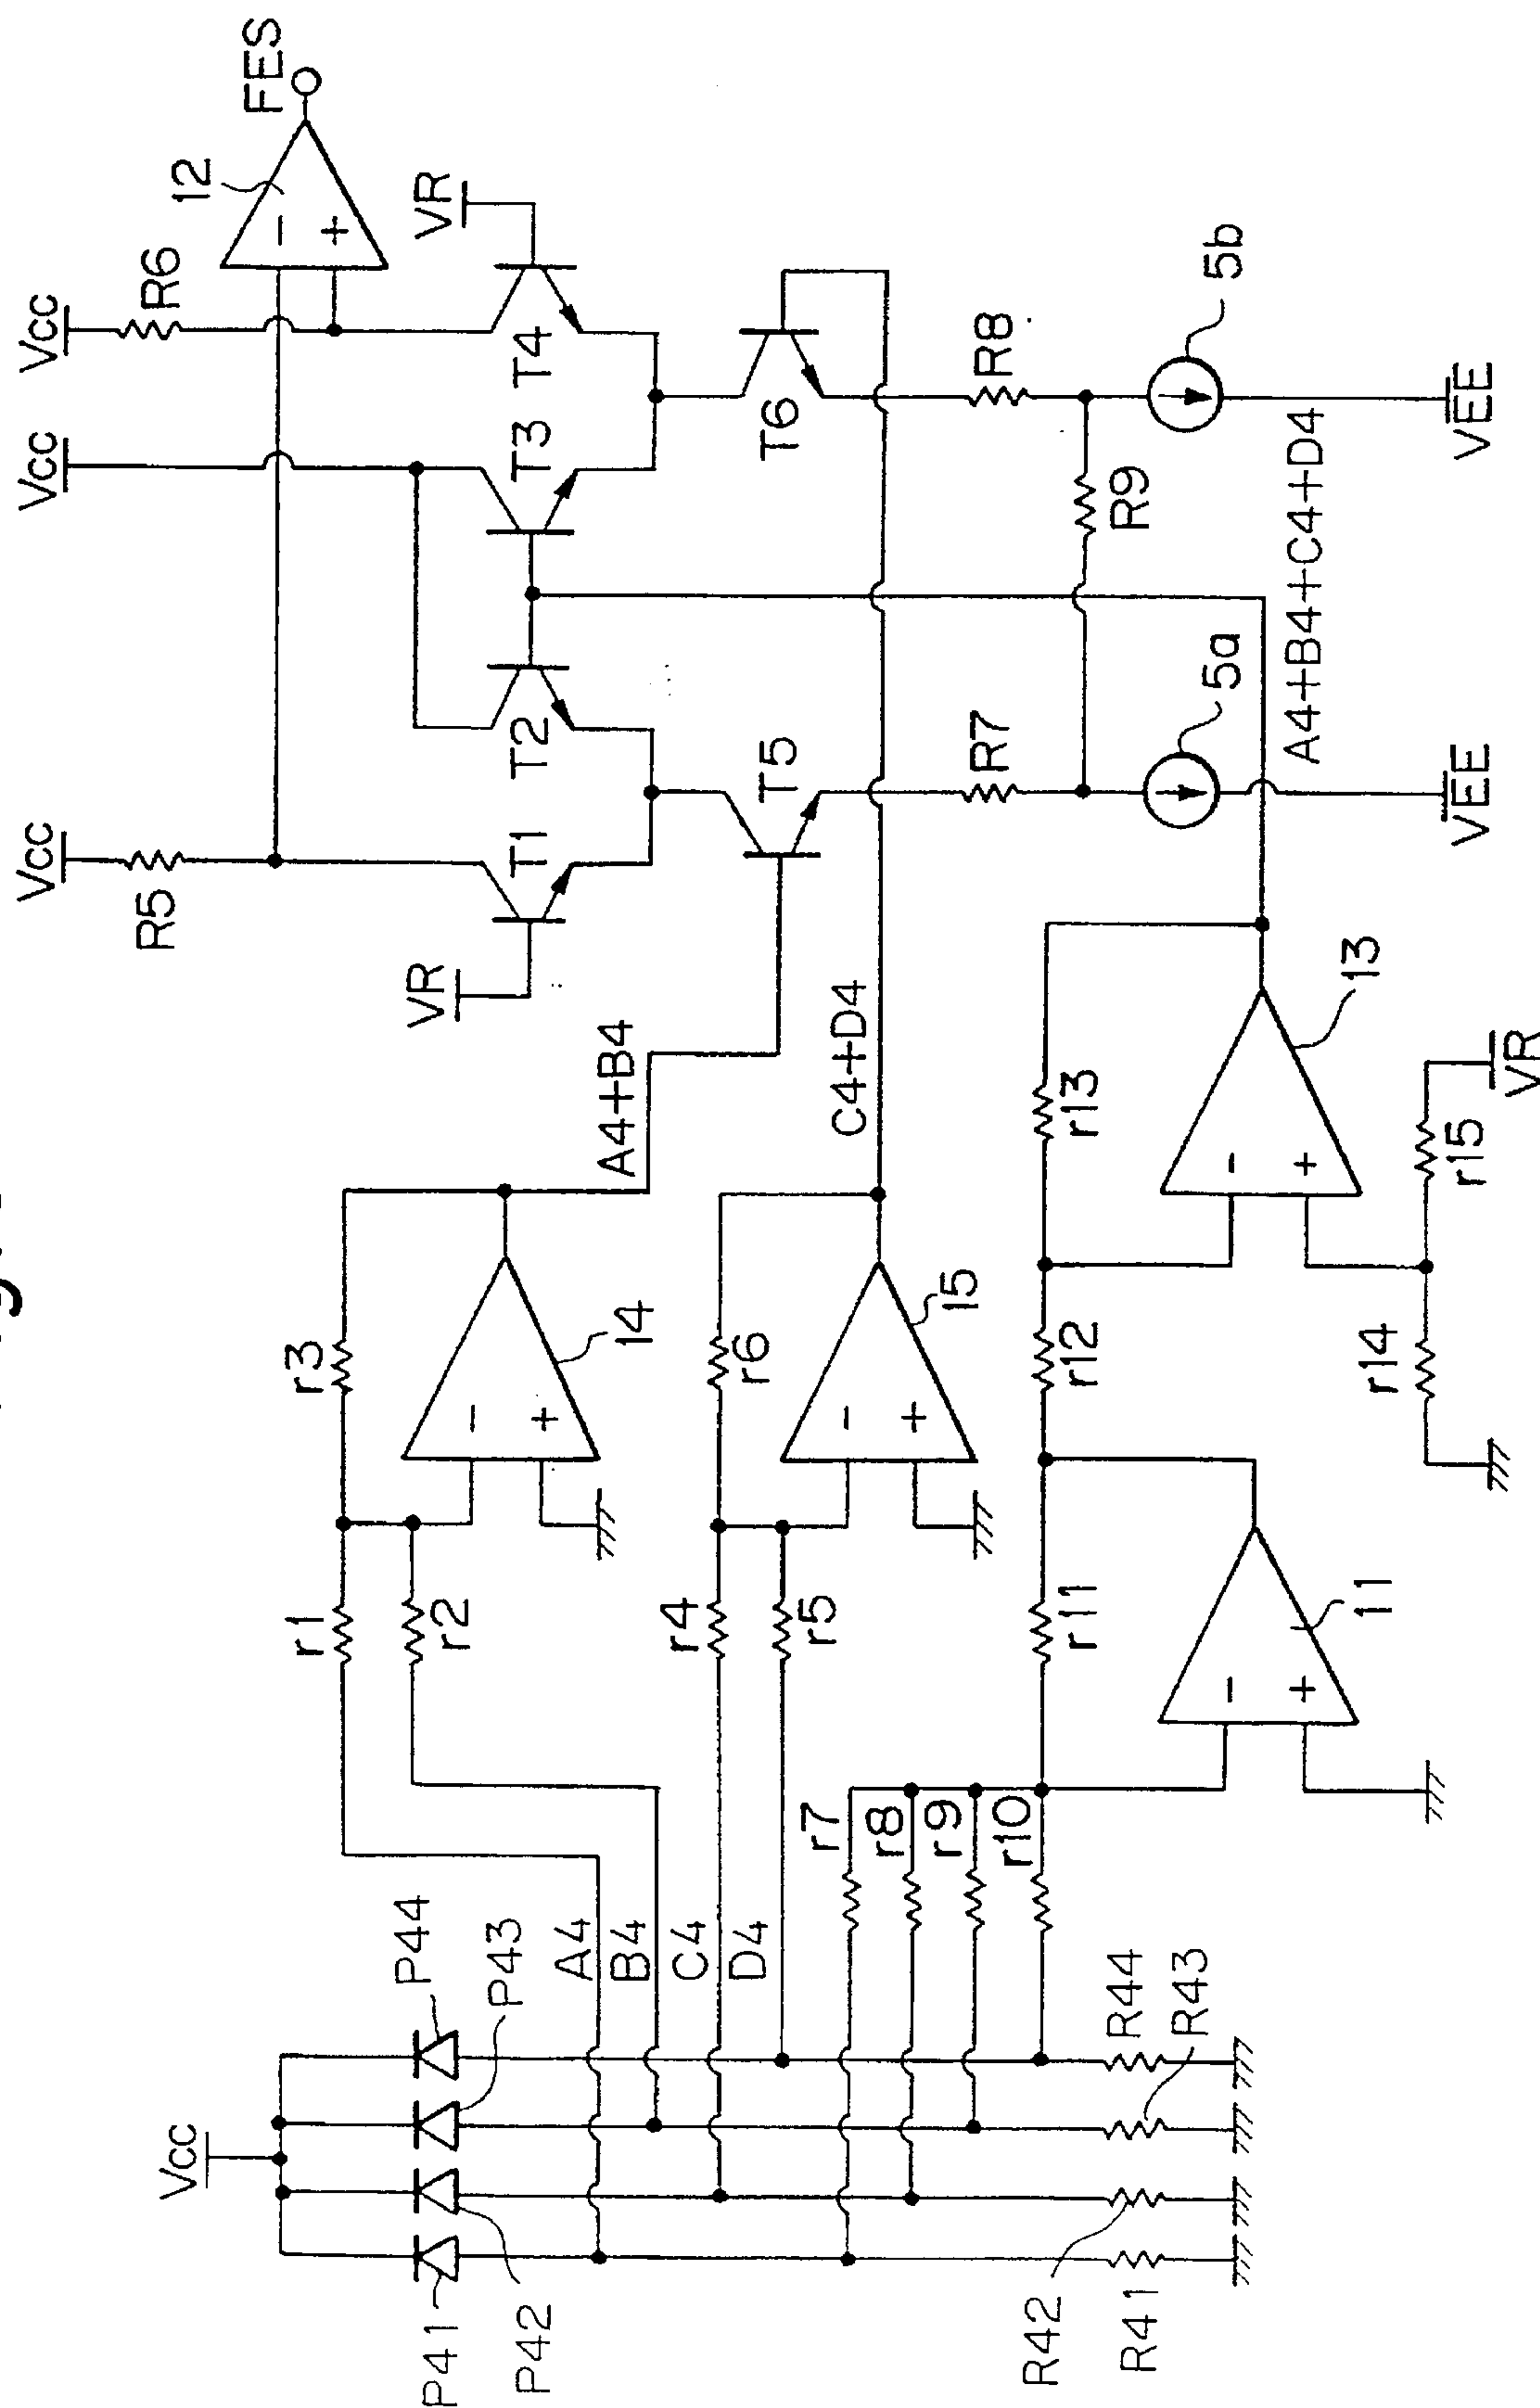 Vcc
Vcc
Vcc
FES
12
R5
R6
VR
VR
T1
T2
T3
T4
T5
T6
R7
R8
R9
5a
5b
VEE
VEE
A4+B4
C4+D4
A4+B4+C4+D4
r3
14
r6
15
r13
13
r12
r14
r15
VR
r1
r2
r4
r5
r11
11
r7
r8
r9
r10
A4
B4
C4
D4
Vcc
P44
P43
P41
P42
R44
R43
R42
R41
-
+
-
+
-
+
-
+
-
+